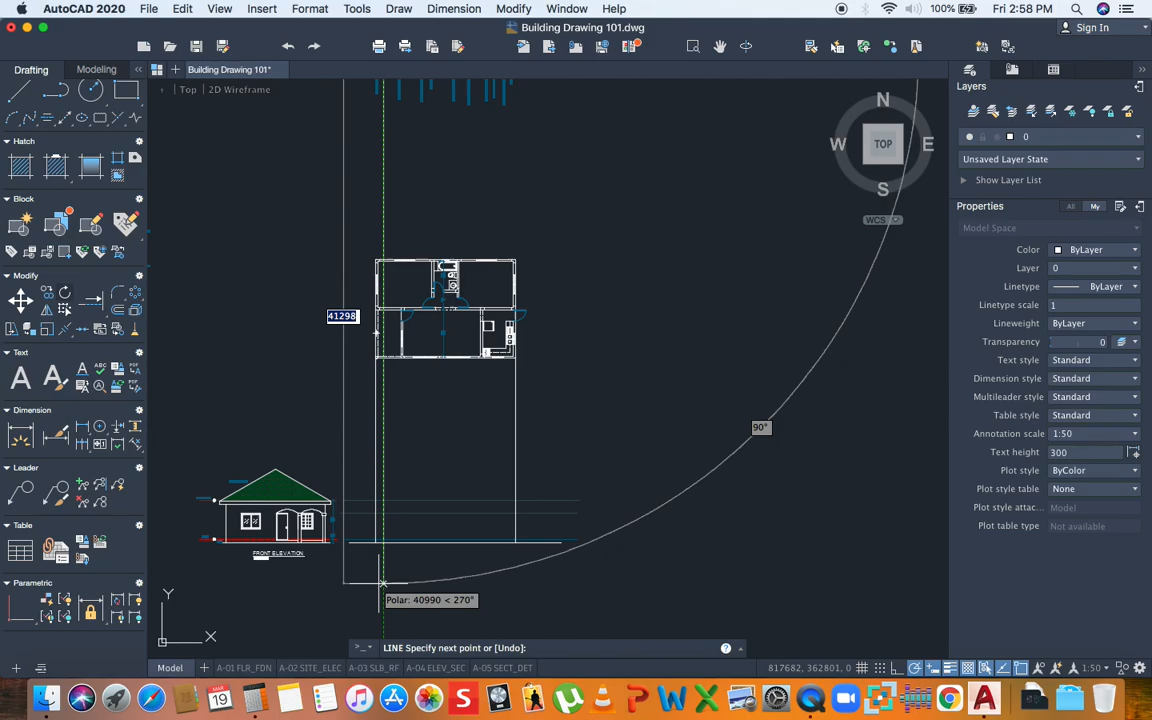 AutoCAD 2020 File Edit View Insert Format Tools Draw Dimension Modify Window Help 100% Fri 2:58 PM
Building Drawing 101.dwg
Sign In
Drafting Modeling
Building Drawing 101*
Top 2D Wireframe
Hatch
Block
Modify
Text
Dimension
Leader
Table
Parametric
N
W TOP E
S
WCS
41298
90°
FRONT ELEVATION
Polar: 40990 < 270°
Y
X
LINE Specify next point or [Undo]:
Layers
0
Unsaved Layer State
Show Layer List
Properties All My
Model Space
Color ByLayer
Layer 0
Linetype ByLayer
Linetype scale 1
Lineweight ByLayer
Transparency 0
Text style Standard
Dimension style Standard
Multileader style Standard
Table style Standard
Annotation scale 1:50
Text height 300
Plot style ByColor
Plot style table None
Plot style attac... Model
Plot table type Not available
Model A-01 FLR_FDN A-02 SITE_ELEC A-03 SLB_RF A-04 ELEV_SEC A-05 SECT_DET 817682, 362801, 0 1:50
MAR
19